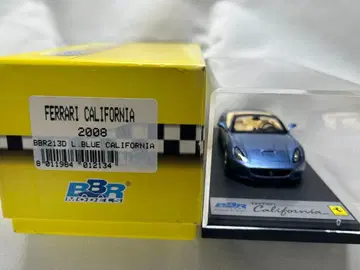 FERRARI CALIFORNIA
2008
BBR213D L.BLUE CALIFORNIA
8 011984 012134
BBR
MODELS
BBR
California